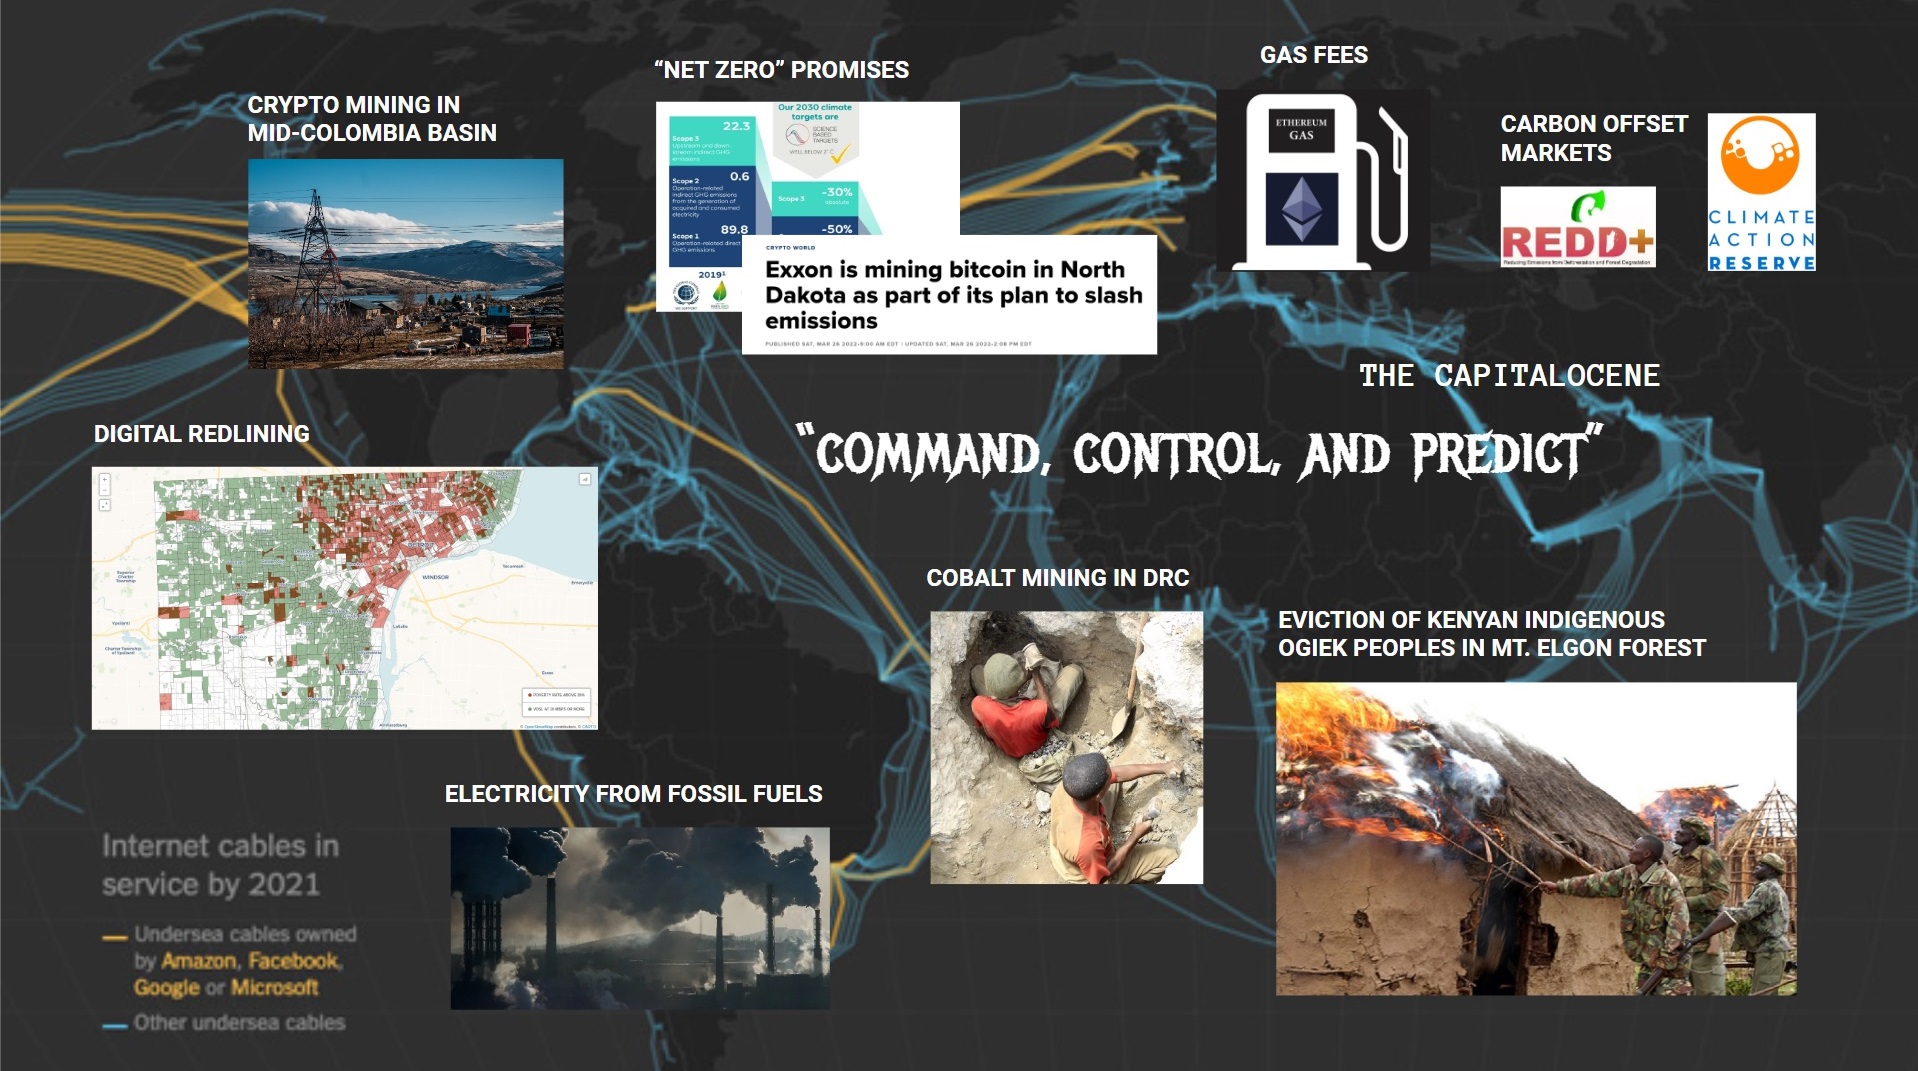 GAS FEES
"NET ZERO" PROMISES
CRYPTO MINING IN
MID-COLOMBIA BASIN
CARBON OFFSET
MARKETS
Our 2030 climate
targets are
SCIENCE
BASED
TARGETS
WELL BELOW 2°C
22.3
Scope 3
Upstream and down-
stream indirect GHG
emissions
0.6
Scope 2
Operation-related
indirect GHG emissions
from the generation of
acquired and consumed
electricity
-30%
absolute
Scope 3
89.8
Scope 1
Operation-related direct
GHG emissions
-50%
2019¹
CRYPTO WORLD
Exxon is mining bitcoin in North
Dakota as part of its plan to slash
emissions
PUBLISHED SAT, MAR 26 2022•9:00 AM EDT | UPDATED SAT, MAR 26 2022•2:08 PM EDT
ETHEREUM
GAS
REDD+
Reducing Emissions from Deforestation and Forest Degradation
CLIMATE
ACTION
RESERVE
THE CAPITALOCENE
"COMMAND, CONTROL, AND PREDICT"
DIGITAL REDLINING
WINDSOR
Tecumseh
LaSalle
Essex
Amherstburg
Ypsilanti
COBALT MINING IN DRC
EVICTION OF KENYAN INDIGENOUS
OGIEK PEOPLES IN MT. ELGON FOREST
ELECTRICITY FROM FOSSIL FUELS
Internet cables in
service by 2021
Undersea cables owned
by Amazon, Facebook,
Google or Microsoft
Other undersea cables